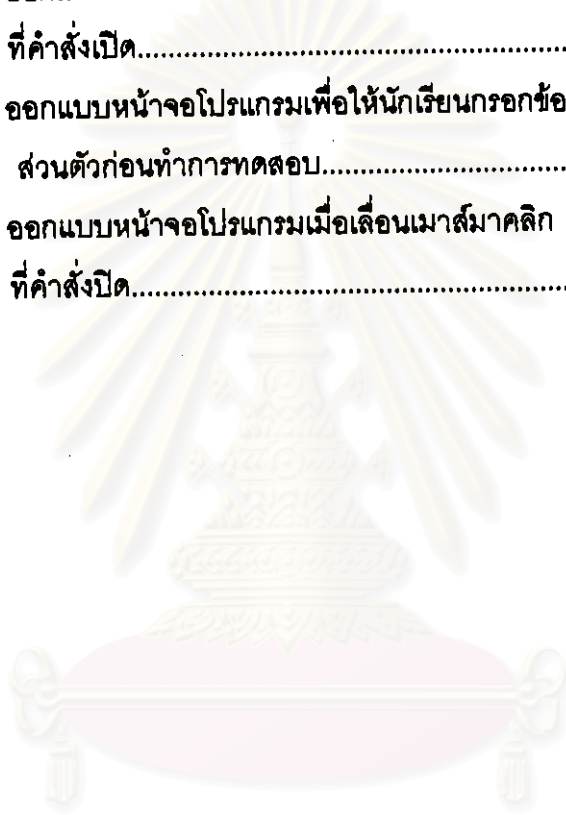 ที่คำสั่งเปิด
ออกแบบหน้าจอโปรแกรมเพื่อให้นักเรียนกรอกข้อ
ส่วนตัวก่อนทำการทดสอบ
ออกแบบหน้าจอโปรแกรมเมื่อเลื่อนเมาส์มาคลิก
ที่คำสั่งปิด